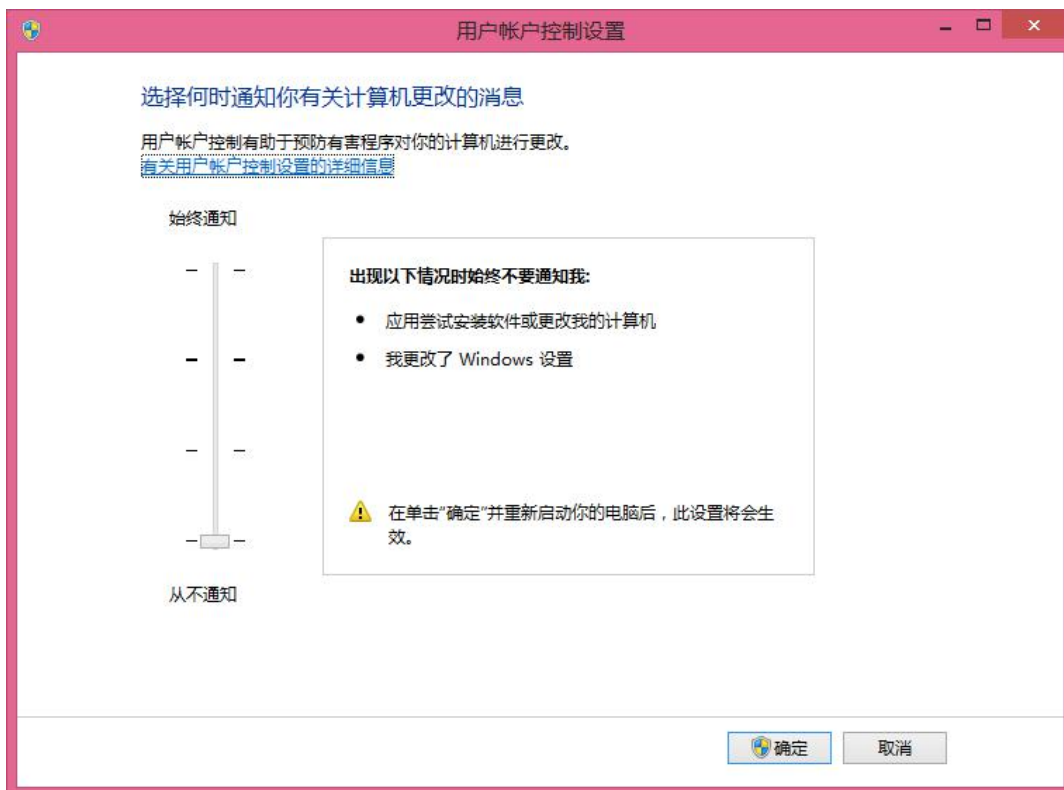 用户帐户控制设置
选择何时通知你有关计算机更改的消息
用户帐户控制有助于预防有害程序对你的计算机进行更改。
有关用户帐户控制设置的详细信息
始终通知
出现以下情况时始终不要通知我:
• 应用尝试安装软件或更改我的计算机
• 我更改了 Windows 设置
在单击"确定"并重新启动你的电脑后，此设置将会生
效。
从不通知
确定 取消